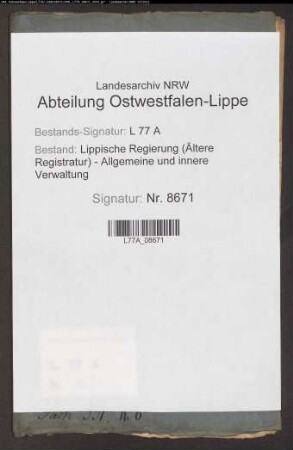 Landesarchiv NRW
Abteilung Ostwestfalen-Lippe
Bestands-Signatur: L 77 A
Bestand: Lippische Regierung (Ältere
Registratur) - Allgemeine und innere
Verwaltung
Signatur: Nr. 8671
L77A_08671